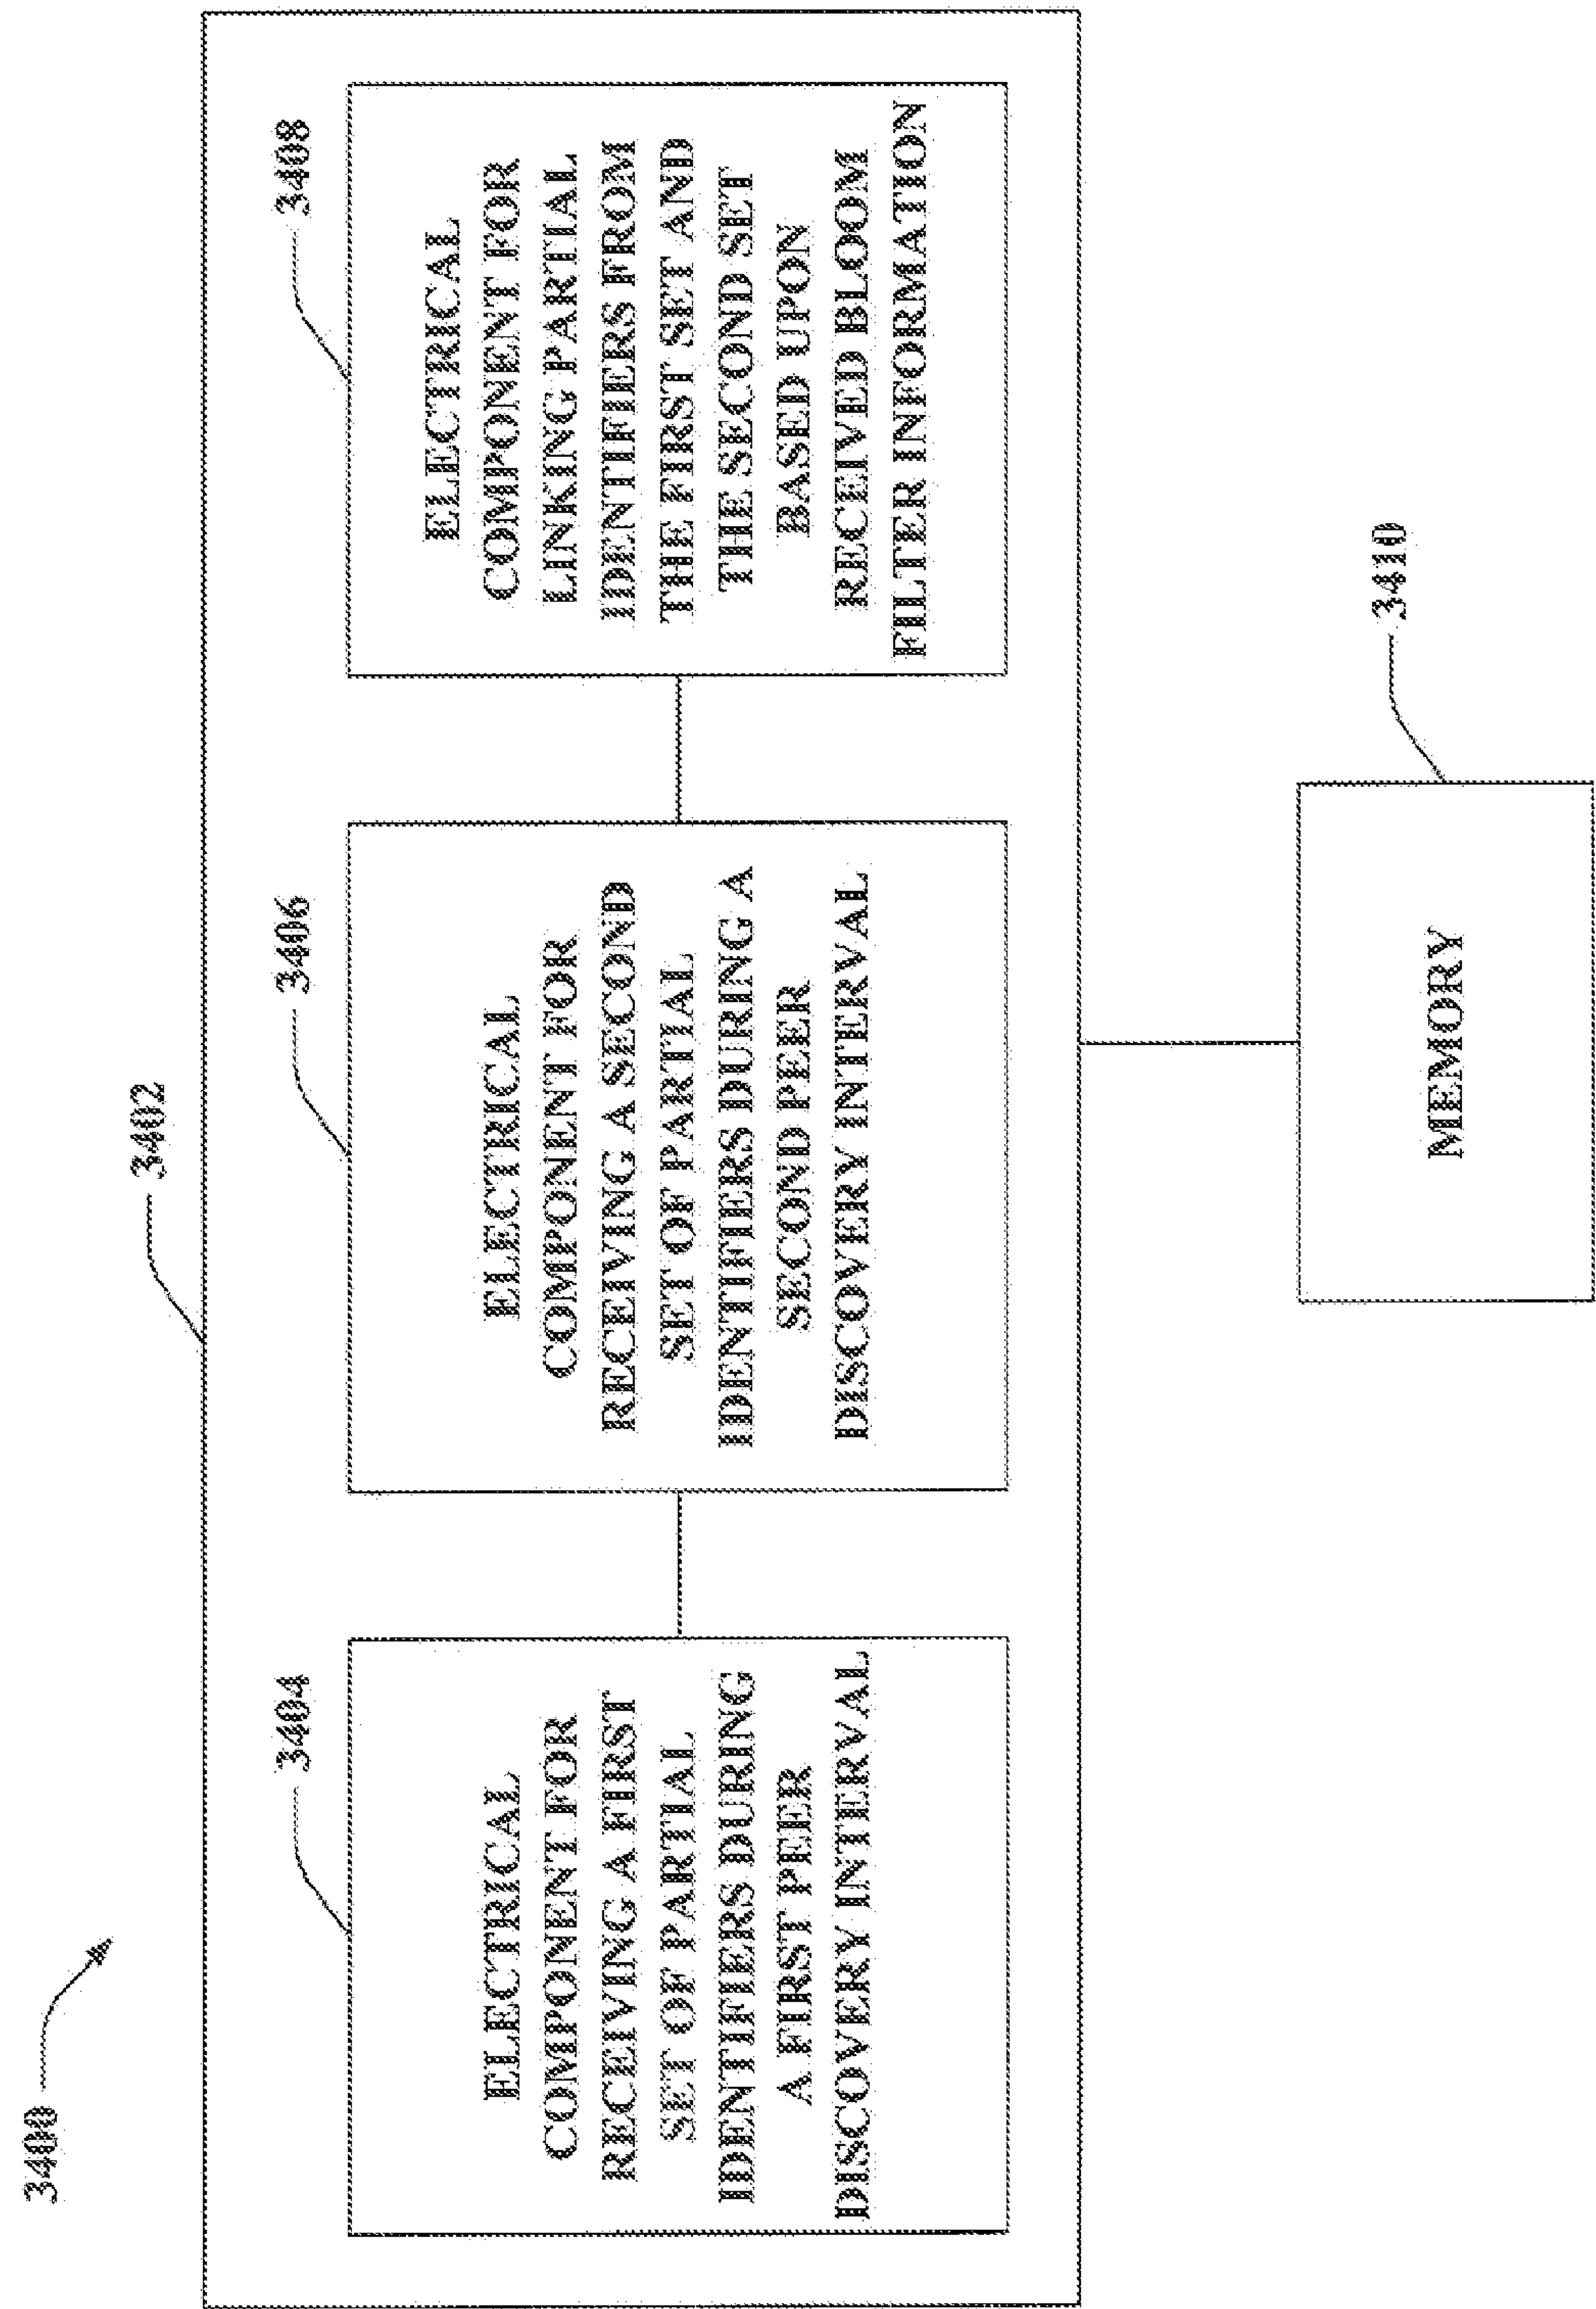 3400
3402
3404
ELECTRICAL
COMPONENT FOR
RECEIVING A FIRST
SET OF PARTIAL
IDENTIFIERS DURING
A FIRST PEER
DISCOVERY INTERVAL
3406
ELECTRICAL
COMPONENT FOR
RECEIVING A SECOND
SET OF PARTIAL
IDENTIFIERS DURING A
SECOND PEER
DISCOVERY INTERVAL
3408
ELECTRICAL
COMPONENT FOR
LINKING PARTIAL
IDENTIFIERS FROM
THE FIRST SET AND
THE SECOND SET
BASED UPON
RECEIVED BLOOM
FILTER INFORMATION
3410
MEMORY